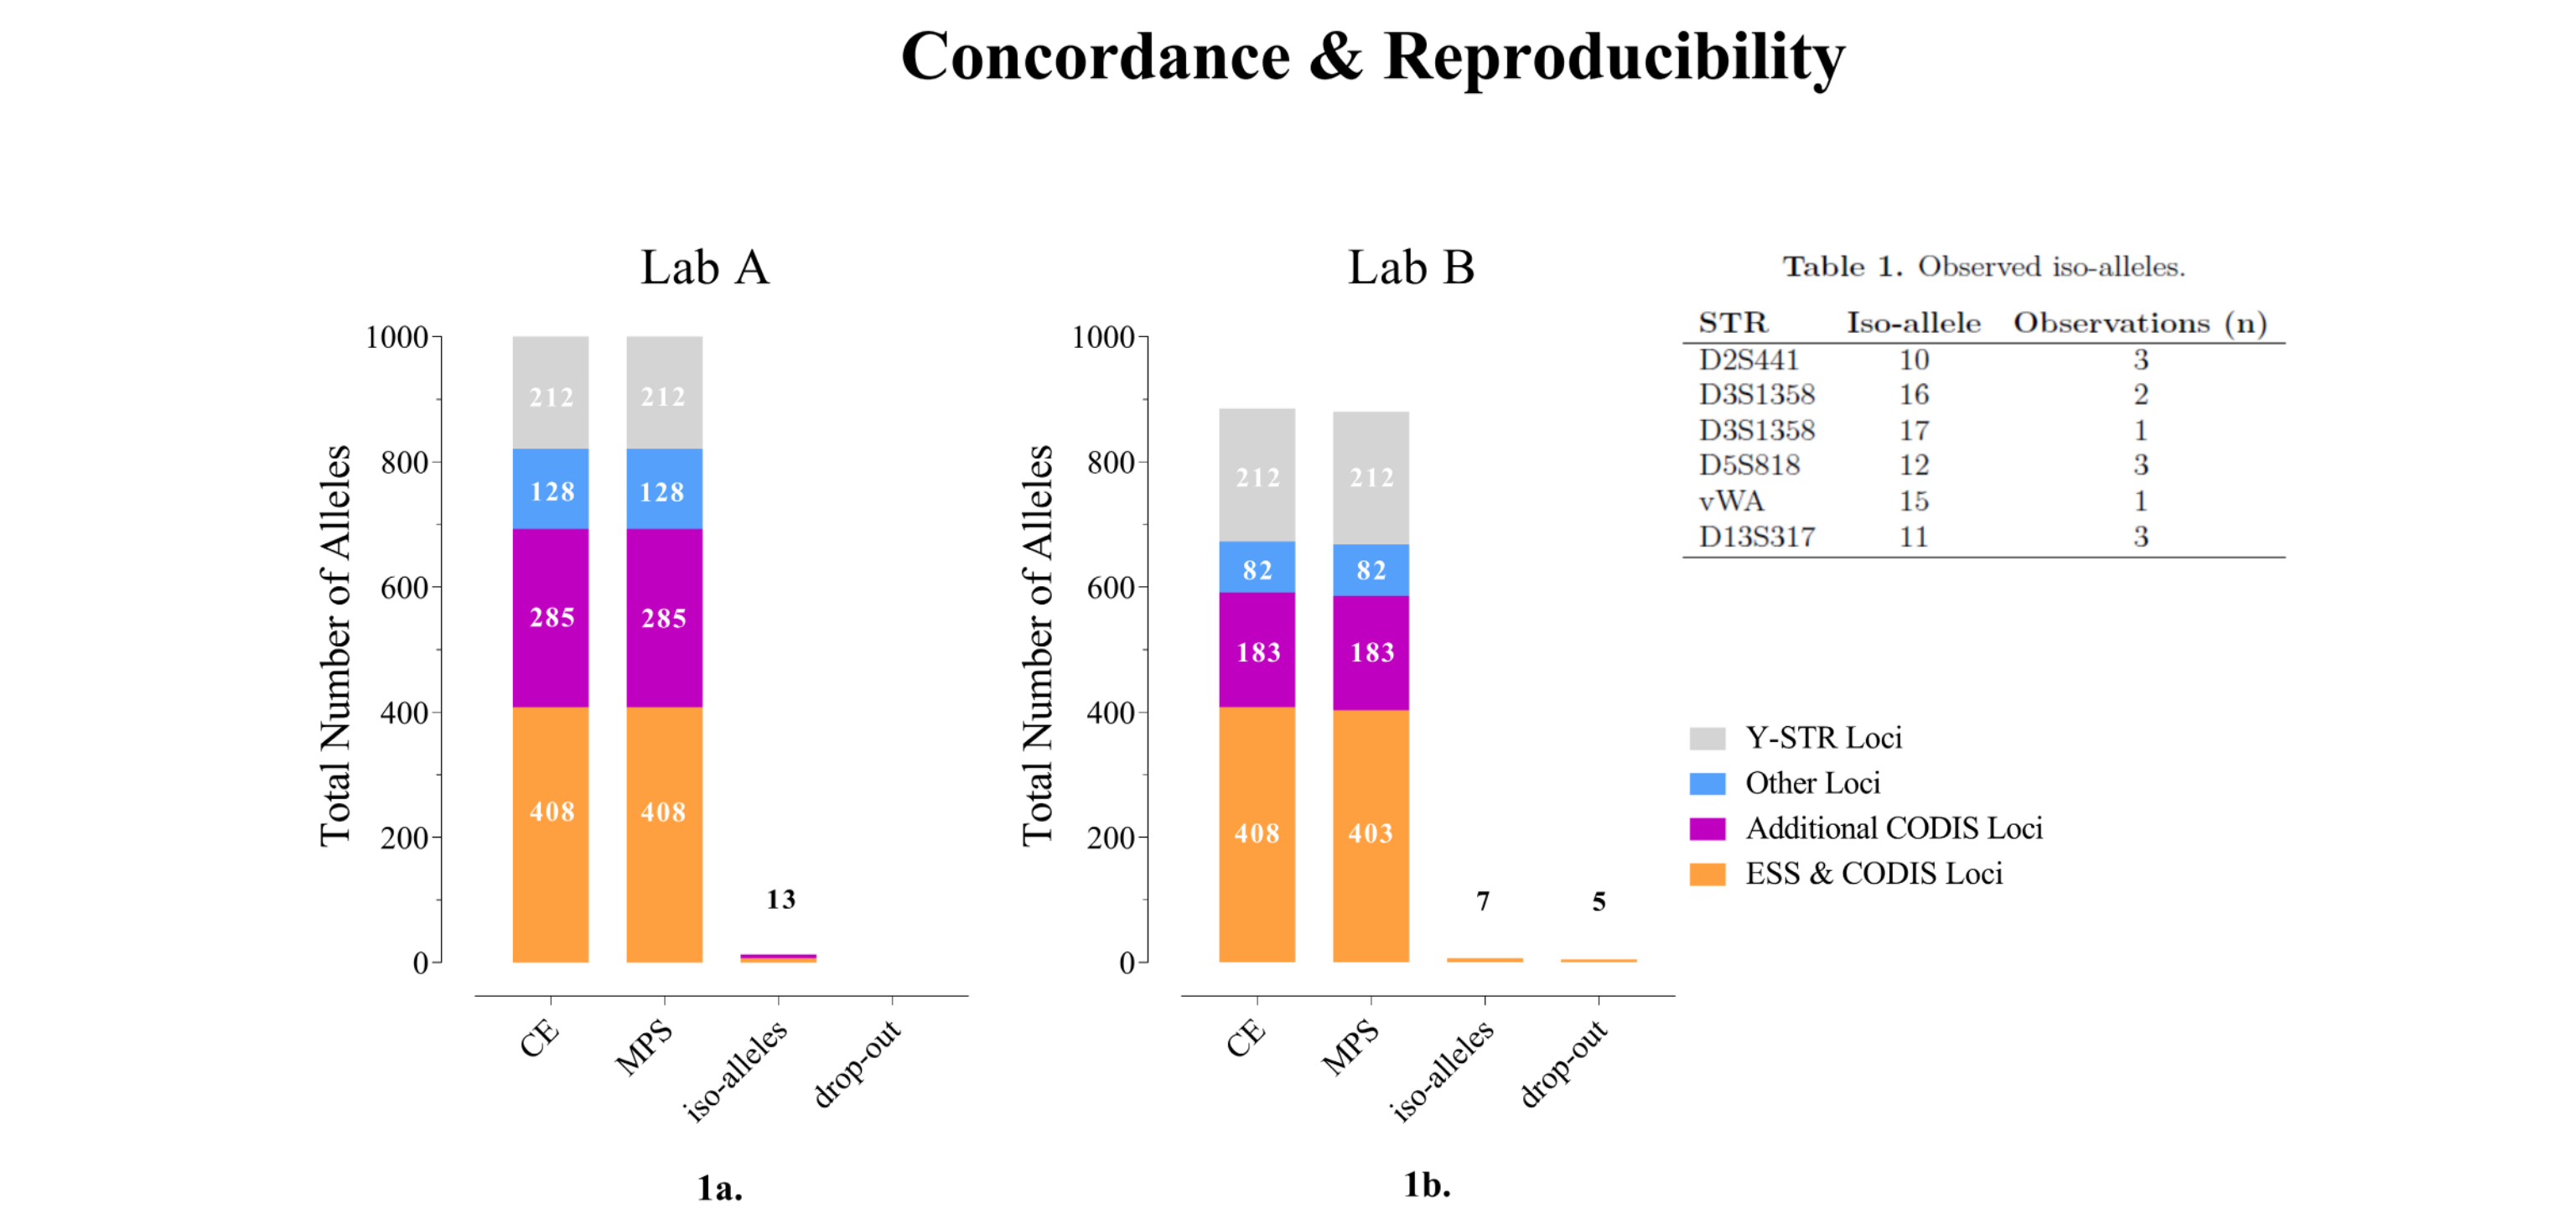 Concordance & Reproducibility
Lab A
1000
800
600
400
200
0
Total Number of Alleles
212
212
128
128
285
285
408
408
13
CE
MPS
iso-alleles
drop-out
1a.
Lab B
1000
800
600
400
200
0
Total Number of Alleles
212
212
82
82
183
183
408
403
7
5
CE
MPS
iso-alleles
drop-out
1b.
Table 1. Observed iso-alleles.
STR Iso-allele Observations (n)
D2S441 10 3
D3S1358 16 2
D3S1358 17 1
D5S818 12 3
vWA 15 1
D13S317 11 3
Y-STR Loci
Other Loci
Additional CODIS Loci
ESS & CODIS Loci